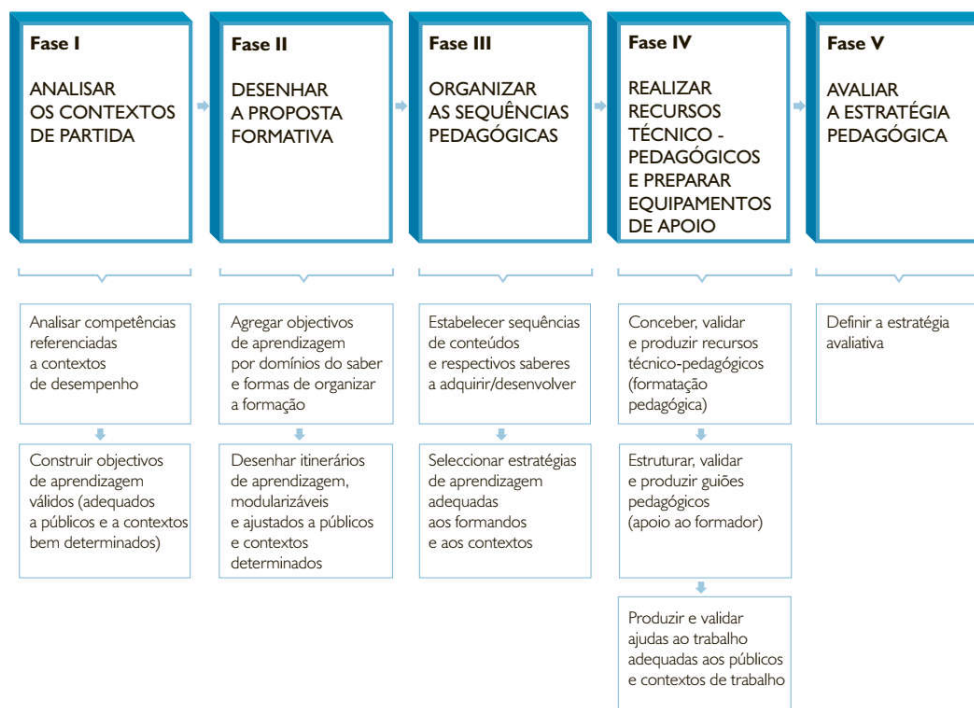 Fase I
ANALISAR
OS CONTEXTOS
DE PARTIDA
Fase II
DESENHAR
A PROPOSTA
FORMATIVA
Fase III
ORGANIZAR
AS SEQUÊNCIAS
PEDAGÓGICAS
Fase IV
REALIZAR
RECURSOS
TÉCNICO -
PEDAGÓGICOS
E PREPARAR
EQUIPAMENTOS
DE APOIO
Fase V
AVALIAR
A ESTRATÉGIA
PEDAGÓGICA
Analisar competências
referenciadas
a contextos
de desempenho
Construir objectivos
de aprendizagem
válidos (adequados
a públicos e a contextos
bem determinados)
Agregar objectivos
de aprendizagem
por domínios do saber
e formas de organizar
a formação
Desenhar itinerários
de aprendizagem,
modularizáveis
e ajustados a públicos
e contextos
determinados
Estabelecer sequências
de conteúdos
e respectivos saberes
a adquirir/desenvolver
Seleccionar estratégias
de aprendizagem
adequadas
aos formandos
e aos contextos
Conceber, validar
e produzir recursos
técnico-pedagógicos
(formatação
pedagógica)
Estruturar, validar
e produzir guiões
pedagógicos
(apoio ao formador)
Produzir e validar
ajudas ao trabalho
adequadas aos públicos
e contextos de trabalho
Definir a estratégia
avaliativa